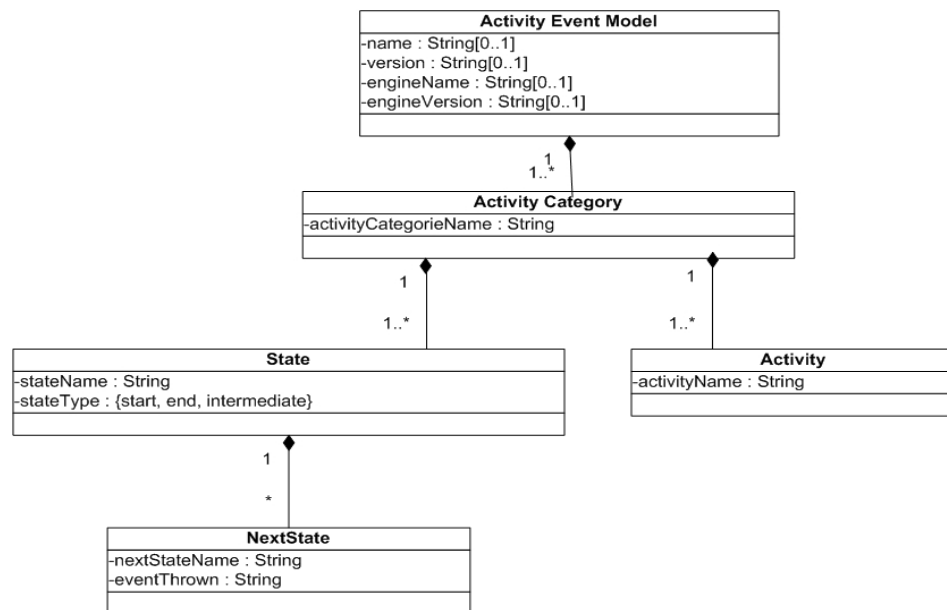 Activity Event Model
-name : String[0..1]
-version : String[0..1]
-engineName : String[0..1]
-engineVersion : String[0..1]
1
1..*
Activity Category
-activityCategorieName : String
1
1
1..*
1..*
State
-stateName : String
-stateType : {start, end, intermediate}
Activity
-activityName : String
1
*
NextState
-nextStateName : String
-eventThrown : String